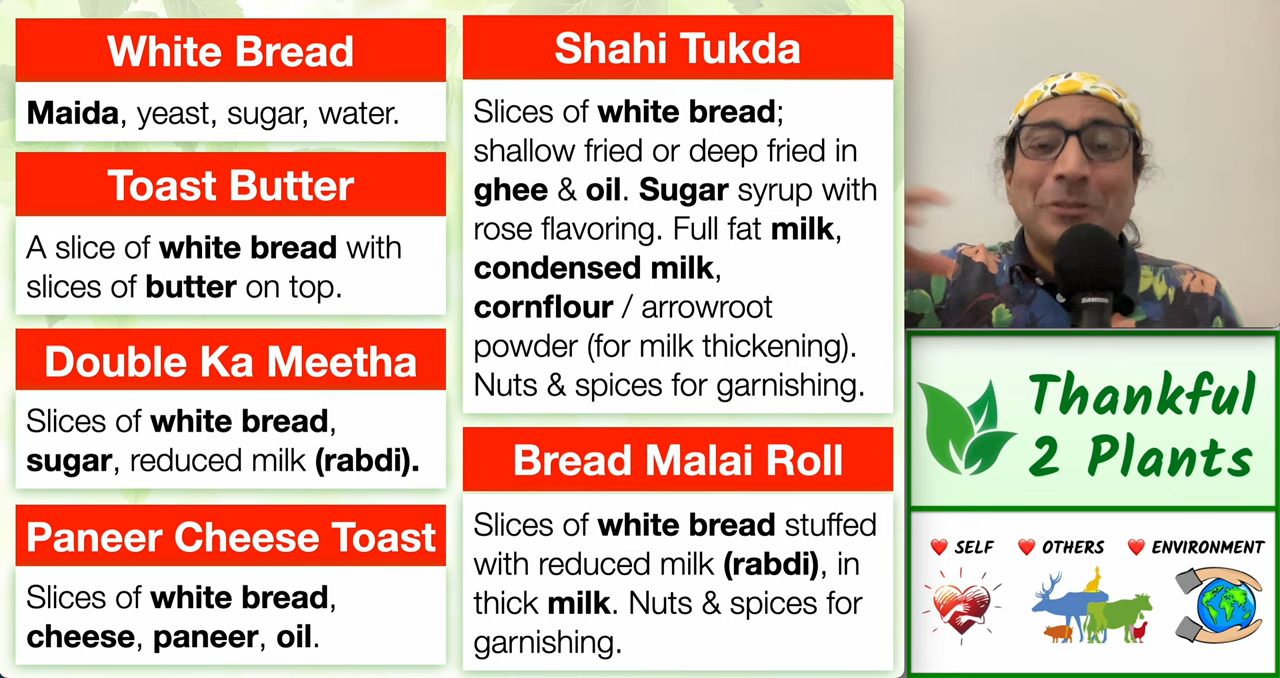 White Bread
Maida, yeast, sugar, water.
Toast Butter
A slice of white bread with
slices of butter on top.
Double Ka Meetha
Slices of white bread,
sugar, reduced milk (rabdi).
Paneer Cheese Toast
Slices of white bread,
cheese, paneer, oil.
Shahi Tukda
Slices of white bread;
shallow fried or deep fried in
ghee & oil. Sugar syrup with
rose flavoring. Full fat milk,
condensed milk,
cornflour / arrowroot
powder (for milk thickening).
Nuts & spices for garnishing.
Bread Malai Roll
Slices of white bread stuffed
with reduced milk (rabdi), in
thick milk. Nuts & spices for
garnishing.
SAMSON
Thankful
2 Plants
SELF
OTHERS
ENVIRONMENT